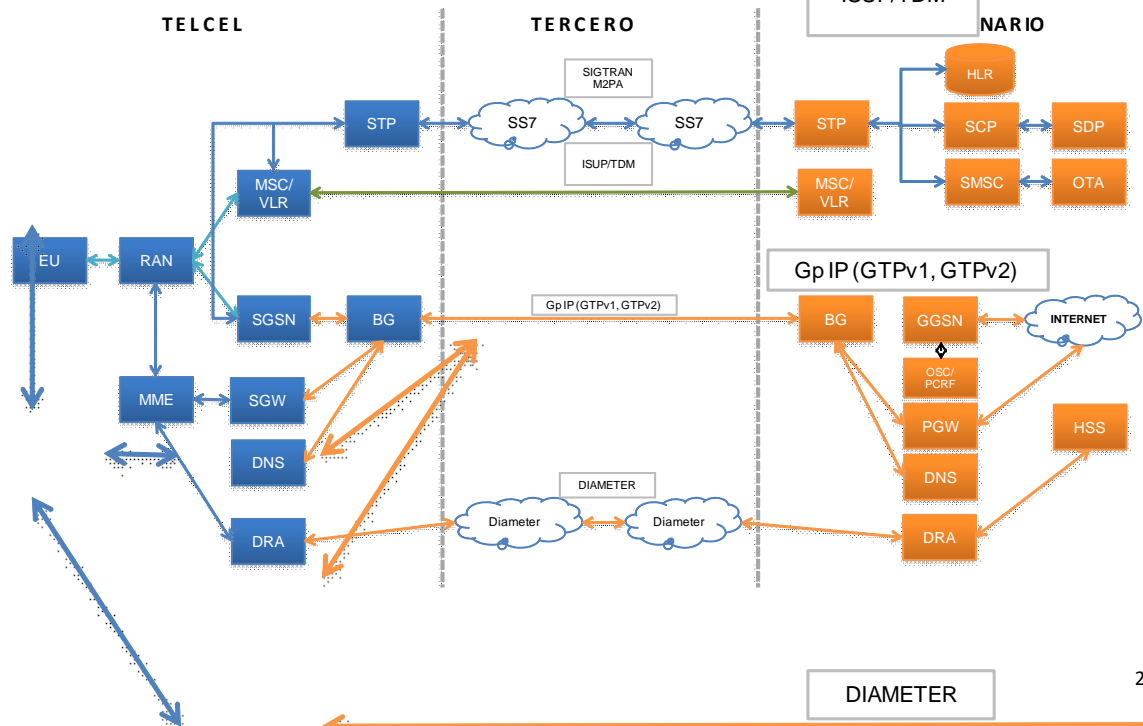 ISUP/TDM
TELCEL
TERCERO
NARIO
SIGTRAN
M2PA
HLR
STP
SS7
SS7
STP
SCP
SDP
ISUP/TDM
MSC/
VLR
MSC/
VLR
SMSC
OTA
EU
RAN
Gp IP (GTPv1, GTPv2)
SGSN
BG
Gp IP (GTPv1, GTPv2)
BG
GGSN
INTERNET
OSC/
PCRF
MME
SGW
PGW
HSS
DNS
DNS
DIAMETER
Diameter
Diameter
DRA
DRA
2
DIAMETER